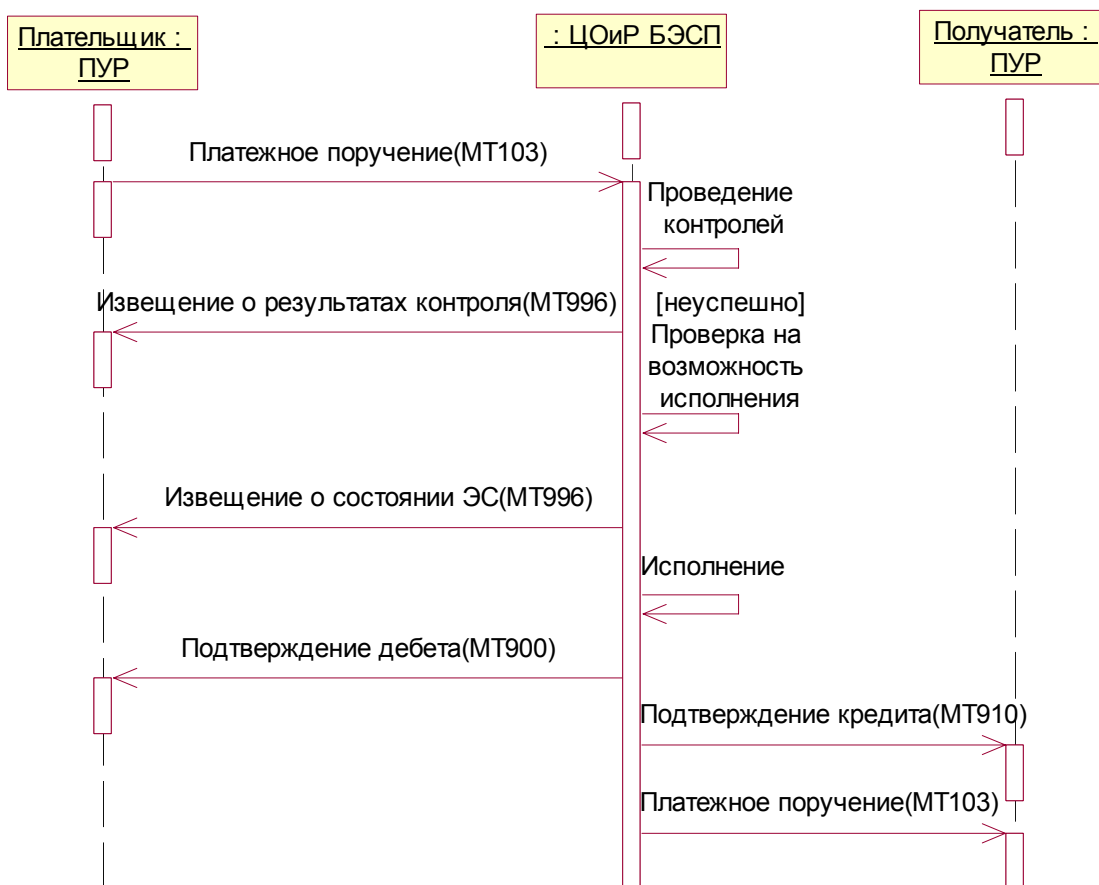 Плательщик :
ПУР
: ЦОиР БЭСП
Получатель :
ПУР
Платежное поручение(МТ103)
Проведение
контролей
Извещение о результатах контроля(МТ996)
[неуспешно]
Проверка на
возможность
исполнения
Извещение о состоянии ЭС(МТ996)
Исполнение
Подтверждение дебета(МТ900)
Подтверждение кредита(МТ910)
Платежное поручение(МТ103)